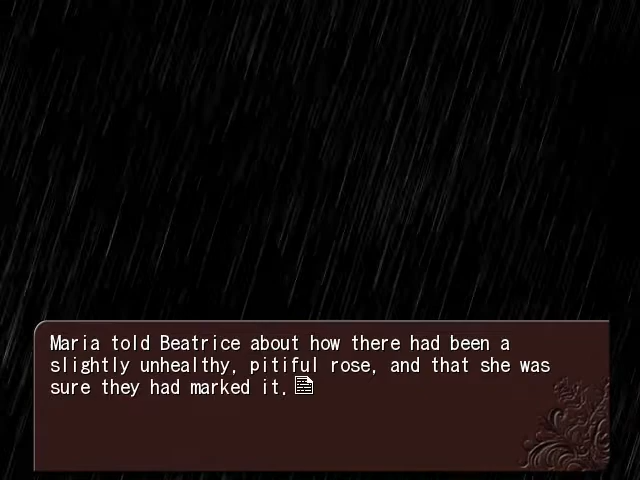 Maria told Beatrice about how there had been a
slightly unhealthy, pitiful rose, and that she was
sure they had marked it.